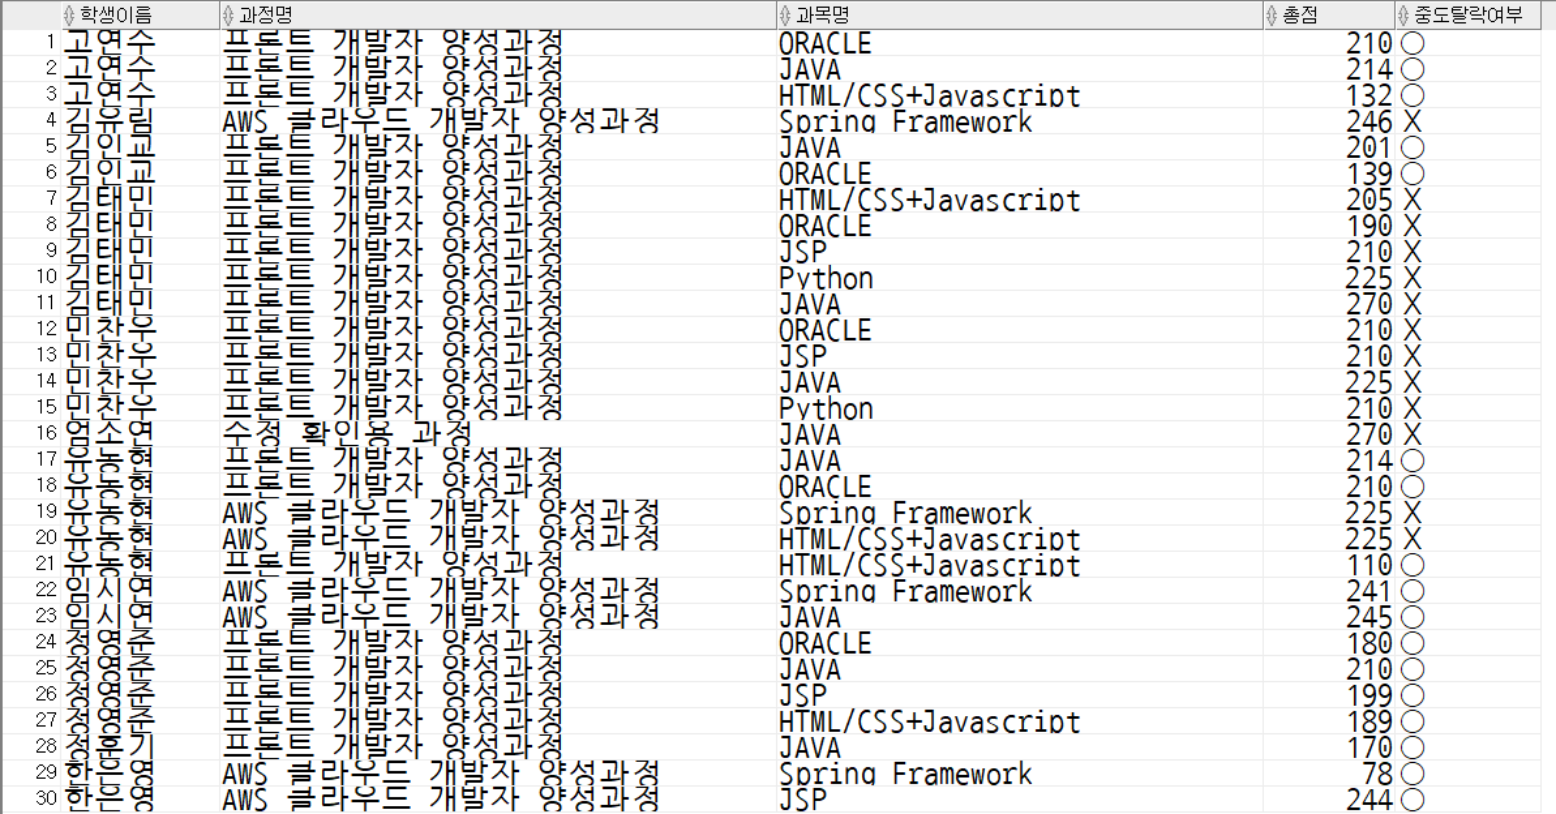 학생이름 과정명 과목명 총점 중도탈락여부
1 고연수 프론트 개발자 양성과정 ORACLE 210 ○
2 고연수 프론트 개발자 양성과정 JAVA 214 ○
3 고연수 프론트 개발자 양성과정 HTML/CSS+Javascript 132 ○
4 김유림 AWS 클라우드 개발자 양성과정 Spring Framework 246 X
5 김인교 프론트 개발자 양성과정 JAVA 201 ○
6 김인교 프론트 개발자 양성과정 ORACLE 139 ○
7 김태민 프론트 개발자 양성과정 HTML/CSS+Javascript 205 X
8 김태민 프론트 개발자 양성과정 ORACLE 190 X
9 김태민 프론트 개발자 양성과정 JSP 210 X
10 김태민 프론트 개발자 양성과정 Python 225 X
11 김태민 프론트 개발자 양성과정 JAVA 270 X
12 민찬우 프론트 개발자 양성과정 ORACLE 210 X
13 민찬우 프론트 개발자 양성과정 JSP 210 X
14 민찬우 프론트 개발자 양성과정 JAVA 225 X
15 민찬우 프론트 개발자 양성과정 Python 210 X
16 엄소연 수정 확인용 과정 JAVA 270 X
17 유동현 프론트 개발자 양성과정 JAVA 214 ○
18 유동현 프론트 개발자 양성과정 ORACLE 210 ○
19 유동현 AWS 클라우드 개발자 양성과정 Spring Framework 225 X
20 유동현 AWS 클라우드 개발자 양성과정 HTML/CSS+Javascript 225 X
21 유동현 프론트 개발자 양성과정 HTML/CSS+Javascript 110 ○
22 임시연 AWS 클라우드 개발자 양성과정 Spring Framework 241 ○
23 임시연 AWS 클라우드 개발자 양성과정 JAVA 245 ○
24 정영준 프론트 개발자 양성과정 ORACLE 180 ○
25 정영준 프론트 개발자 양성과정 JAVA 210 ○
26 정영준 프론트 개발자 양성과정 JSP 199 ○
27 정영준 프론트 개발자 양성과정 HTML/CSS+Javascript 189 ○
28 정훈기 프론트 개발자 양성과정 JAVA 170 ○
29 한은영 AWS 클라우드 개발자 양성과정 Spring Framework 78 ○
30 한은영 AWS 클라우드 개발자 양성과정 JSP 244 ○